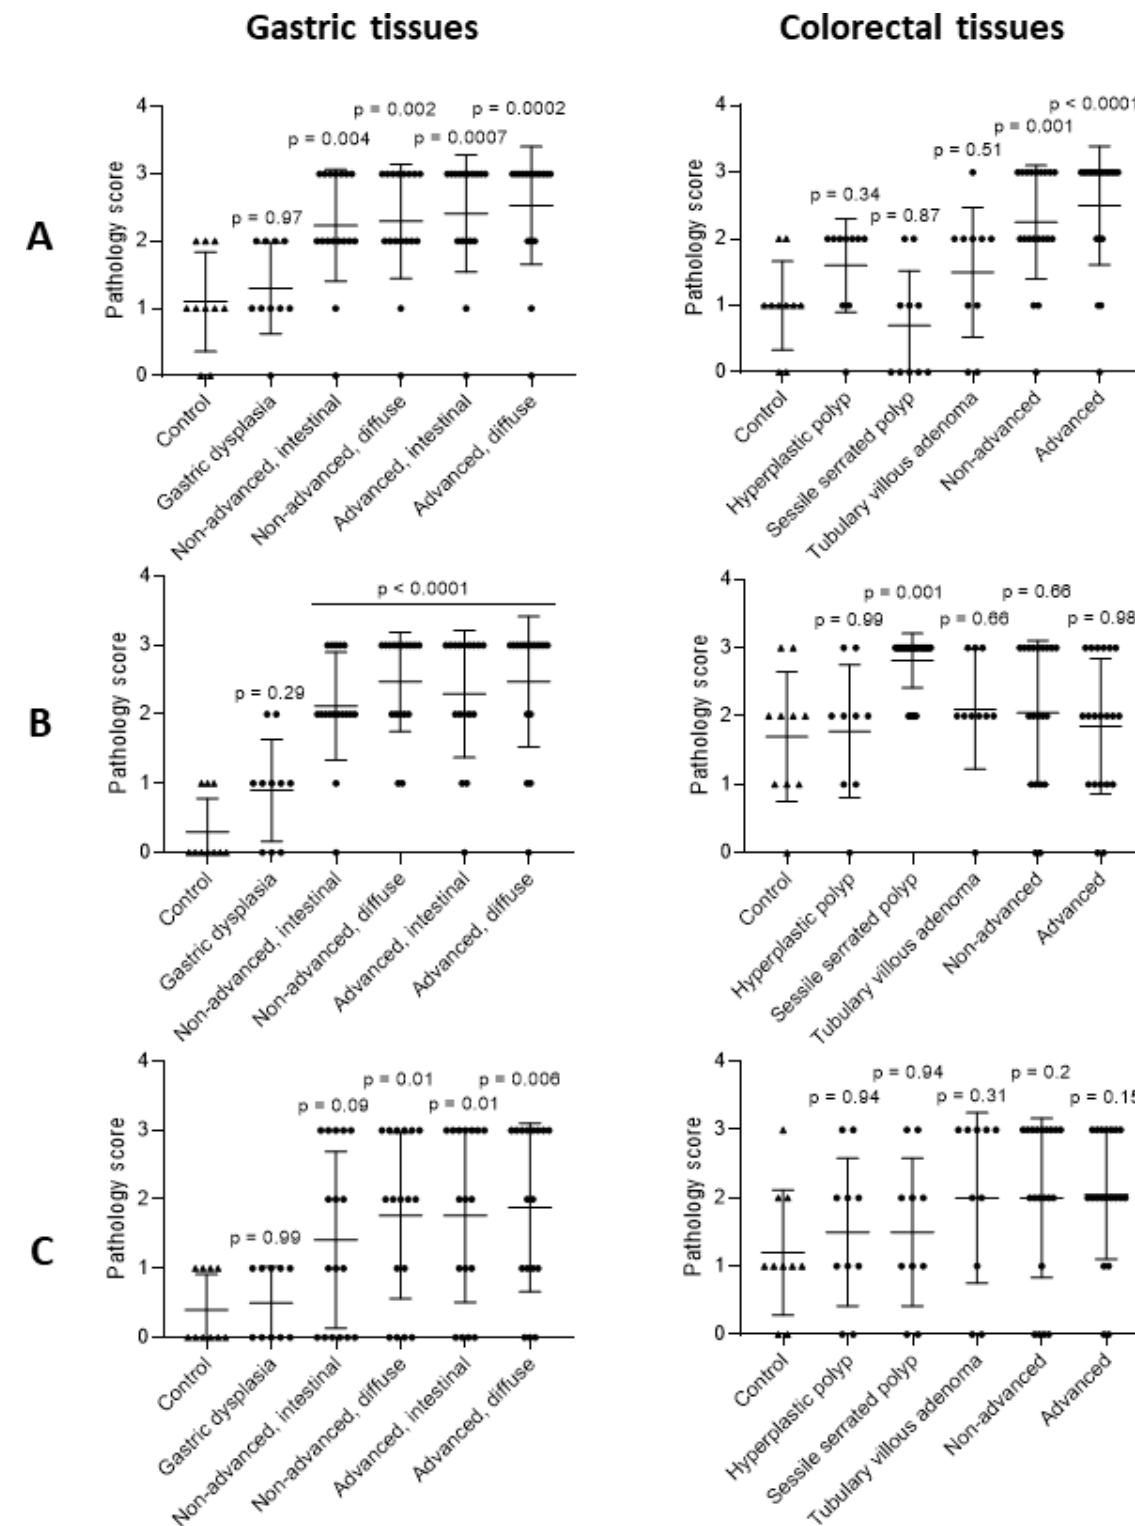 Gastric tissues
Colorectal tissues
A
Pathology score
4
3
2
1
0
p = 0.97
p = 0.004
p = 0.002
p = 0.0007
p = 0.0002
Control
Gastric dysplasia
Non-advanced, intestinal
Non-advanced, diffuse
Advanced, intestinal
Advanced, diffuse
Pathology score
4
3
2
1
0
p = 0.34
p = 0.87
p = 0.51
p = 0.001
p < 0.0001
Control
Hyperplastic polyp
Sessile serrated polyp
Tubulary villous adenoma
Non-advanced
Advanced
B
Pathology score
4
3
2
1
0
p = 0.29
p < 0.0001
Control
Gastric dysplasia
Non-advanced, intestinal
Non-advanced, diffuse
Advanced, intestinal
Advanced, diffuse
Pathology score
4
3
2
1
0
p = 0.99
p = 0.001
p = 0.66
p = 0.66
p = 0.98
Control
Hyperplastic polyp
Sessile serrated polyp
Tubulary villous adenoma
Non-advanced
Advanced
C
Pathology score
4
3
2
1
0
p = 0.99
p = 0.09
p = 0.01
p = 0.01
p = 0.006
Control
Gastric dysplasia
Non-advanced, intestinal
Non-advanced, diffuse
Advanced, intestinal
Advanced, diffuse
Pathology score
4
3
2
1
0
p = 0.94
p = 0.94
p = 0.31
p = 0.2
p = 0.15
Control
Hyperplastic polyp
Sessile serrated polyp
Tubulary villous adenoma
Non-advanced
Advanced